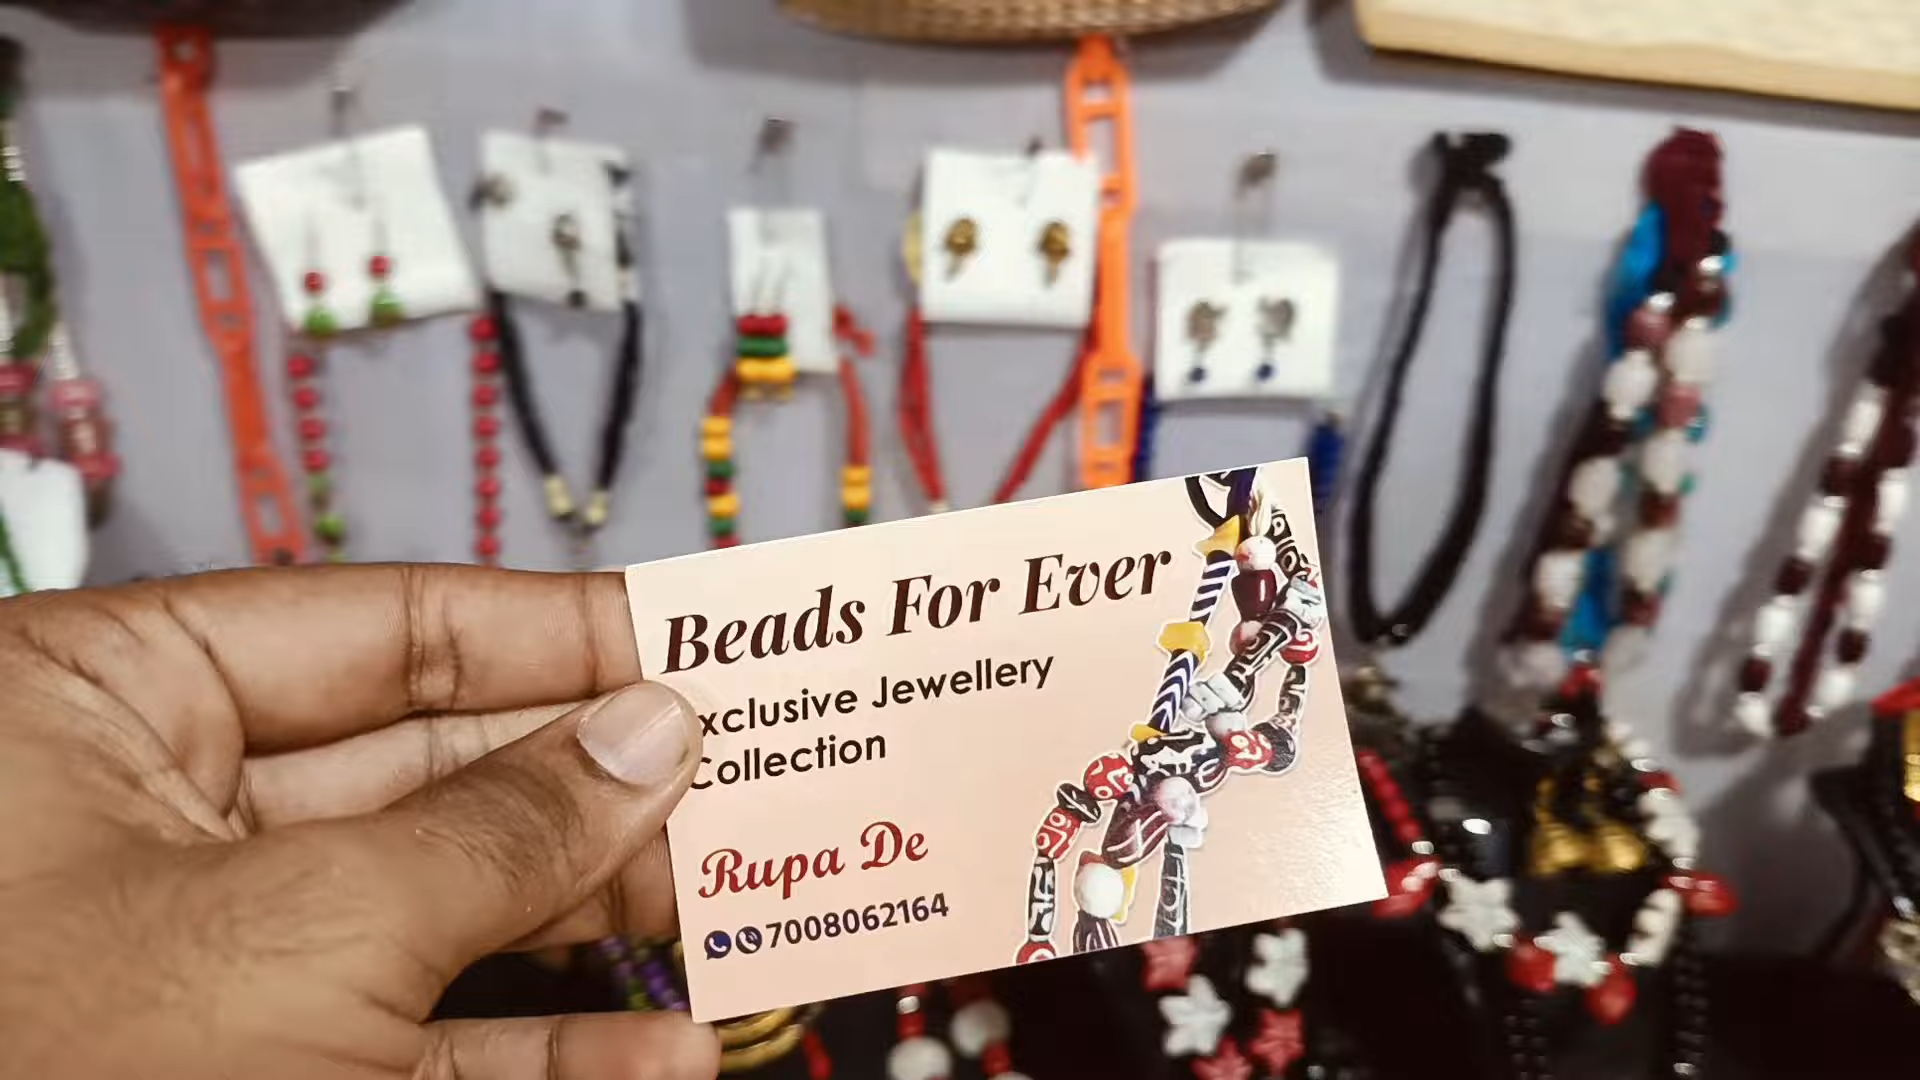 Beads For Ever
xclusive Jewellery
Collection
Rupa De
7008062164